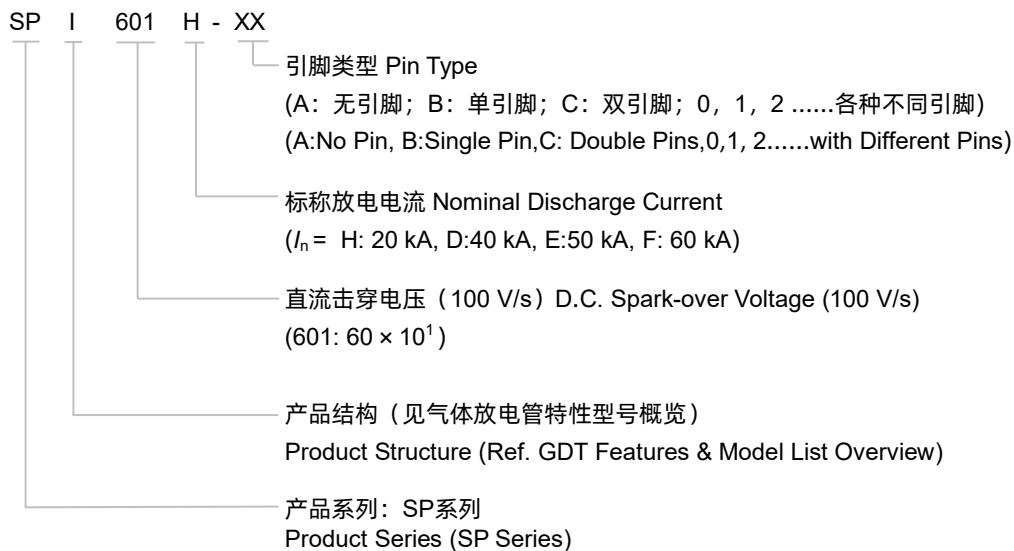 SP I 601 H - XX
引脚类型 Pin Type
(A：无引脚；B：单引脚；C：双引脚；0，1，2 ......各种不同引脚)
(A:No Pin, B:Single Pin,C: Double Pins,0,1, 2......with Different Pins)
标称放电电流 Nominal Discharge Current
(Iₙ = H: 20 kA, D:40 kA, E:50 kA, F: 60 kA)
直流击穿电压（100 V/s）D.C. Spark-over Voltage (100 V/s)
(601: 60 × 10¹ )
产品结构（见气体放电管特性型号概览）
Product Structure (Ref. GDT Features & Model List Overview)
产品系列：SP系列
Product Series (SP Series)